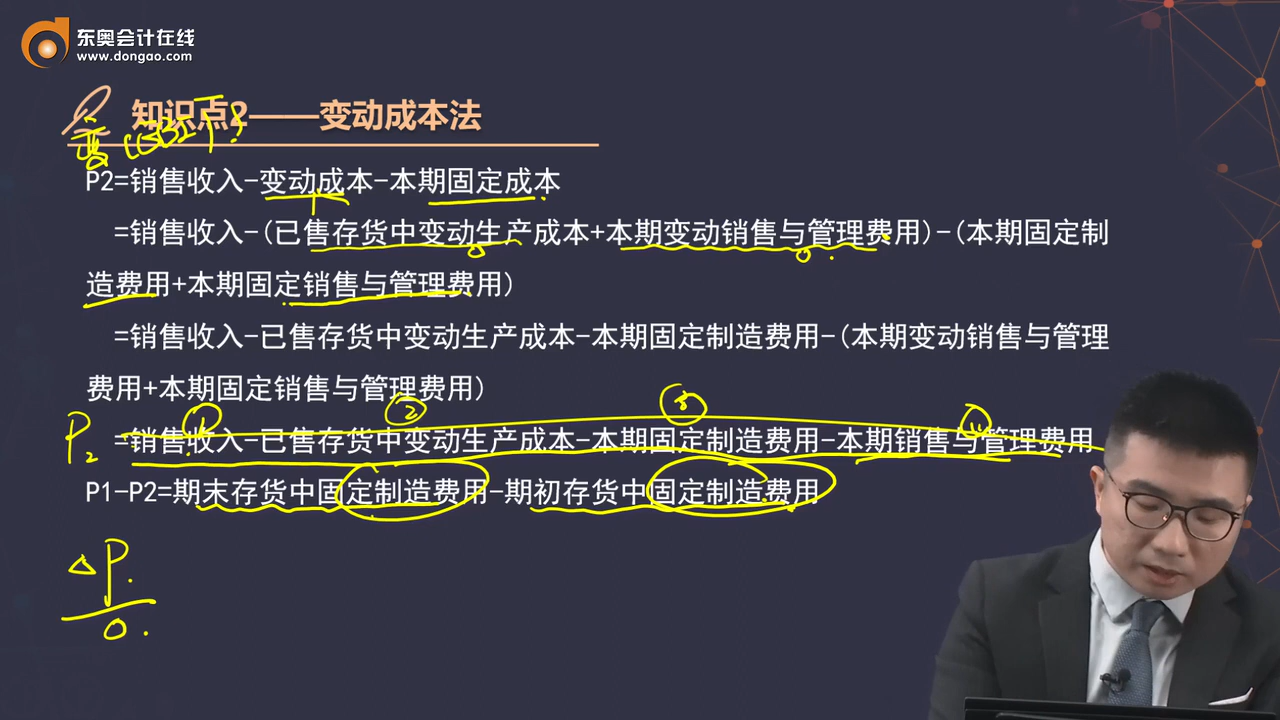 东奥会计在线
www.dongao.com
知识点2——变动成本法
P2=销售收入-变动成本-本期固定成本
=销售收入-(已售存货中变动生产成本+本期变动销售与管理费用)-(本期固定制
造费用+本期固定销售与管理费用)
=销售收入-已售存货中变动生产成本-本期固定制造费用-(本期变动销售与管理
费用+本期固定销售与管理费用)
① ② ③ ④
P2
=销售收入-已售存货中变动生产成本-本期固定制造费用-本期销售与管理费用
P1-P2=期末存货中固定制造费用-期初存货中固定制造费用
△P
0